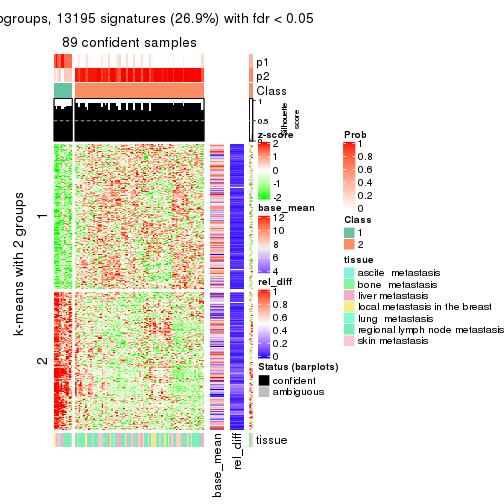 ogroups, 13195 signatures (26.9%) with fdr < 0.05
89 confident samples
p1
p2
Class
1
0.5
0
Silhouette
score
k-means with 2 groups
1
2
z-score
2
1
0
-1
-2
base_mean
12
10
8
6
4
rel_diff
1
0.8
0.6
0.4
0.2
0
Status (barplots)
confident
ambiguous
Prob
1
0.8
0.6
0.4
0.2
0
Class
1
2
tissue
ascite metastasis
bone metastasis
liver metastasis
local metastasis in the breast
lung metastasis
regional lymph node metastasis
skin metastasis
tissue
base_mean
rel_diff